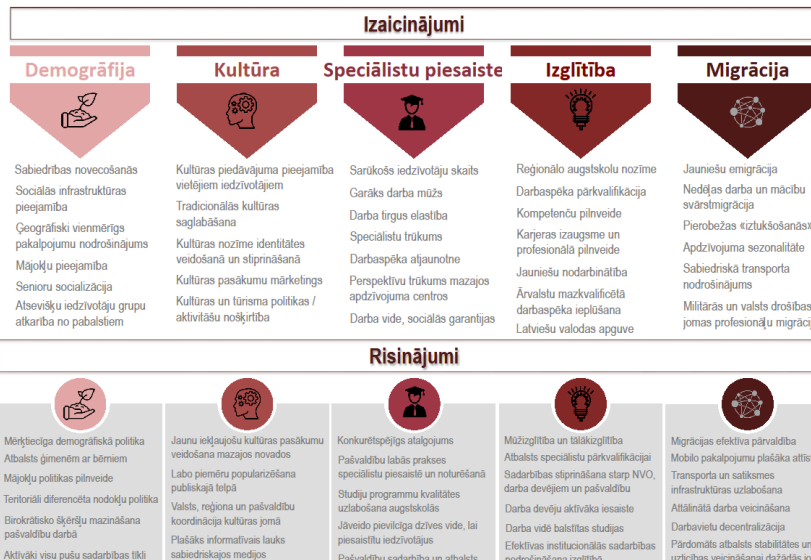 Izaicinājumi
Demogrāfija
Sabiedrības novecošanās
Sociālās infrastruktūras
pieejamība
Ģeogrāfiski vienmērīgs
pakalpojumu nodrošinājums
Mājokļu pieejamība
Senioru socializācija
Atsevišķu iedzīvotāju grupu
atkarība no pabalstiem
Kultūra
Kultūras piedāvājuma pieejamība
vietējiem iedzīvotājiem
Tradicionālās kultūras
saglabāšana
Kultūras nozīme identitātes
veidošanā un stiprināšanā
Kultūras pasākumu mārketings
Kultūras un tūrisma politikas /
aktivitāšu nošķirtība
Speciālistu piesaiste
Sarūkošs iedzīvotāju skaits
Garāks darba mūžs
Darba tirgus elastība
Speciālistu trūkums
Darbaspēka atjaunotne
Perspektīvu trūkums mazajos
apdzīvojuma centros
Darba vide, sociālās garantijas
Izglītība
Reģionālo augstskolu nozīme
Darbaspēka pārkvalifikācija
Kompetenču pilnveide
Karjeras izaugsme un
profesionālā pilnveide
Jauniešu nodarbinātība
Ārvalstu mazkvalificētā
darbaspēka ieplūšana
Latviešu valodas apguve
Migrācija
Jauniešu emigrācija
Nedēļas darba un mācību
svārstmigrācija
Pierobežas «iztukšošanās»
Apdzīvojuma sezonalitāte
Sabiedriskā transporta
nodrošinājums
Militārās un valsts drošības
jomas profesionāļu
Risinājumi
Mērķtiecīga demogrāfiskā politika
Atbalsts ģimenēm ar bērniem
Mājokļu politikas pilnveide
Teritoriāli diferencēta nodokļu politika
Birokrātisko šķēršļu mazināšana
pašvaldību darbā
Aktīvāki visu pušu sadarbības tīkli
Jaunu iekļaujošu kultūras pasākumu
veidošana mazajos novados
Labo piemēru popularizēšana
publiskajā telpā
Valsts, reģiona un pašvaldību
koordinācija kultūras jomā
Plašāks informatīvais lauks
sabiedriskajos medijos
Konkurētspējīgs atalgojums
Pašvaldību labās prakses
speciālistu piesaistē un noturēšanā
Studiju programmu kvalitātes
uzlabošana augstskolās
Jāveido pievilcīga dzīves vide, lai
piesaistītu iedzīvotājus
Pašvaldību sadarbība un atbalsts
Mūžizglītība un tālākizglītība
Atbalsts speciālistu pārkvalifikācijai
Sadarbības stiprināšana starp NVO,
darba devējiem un pašvaldību
Darba devēju aktīvāka iesaiste
Darba vidē balstītas studijas
Efektīvas institucionālās sadarbības
nodrošināšana izglītībā
Migrācijas efektīva pārvaldība
Mobilo pakalpojumu plašāka
Transporta un satiksmes
infrastruktūras uzlabošana
Attālinātā darba veicināšana
Darbavietu decentralizācija
Pārdomāts atbalsts stabilitātes
uzticības veicināšanai dažādās